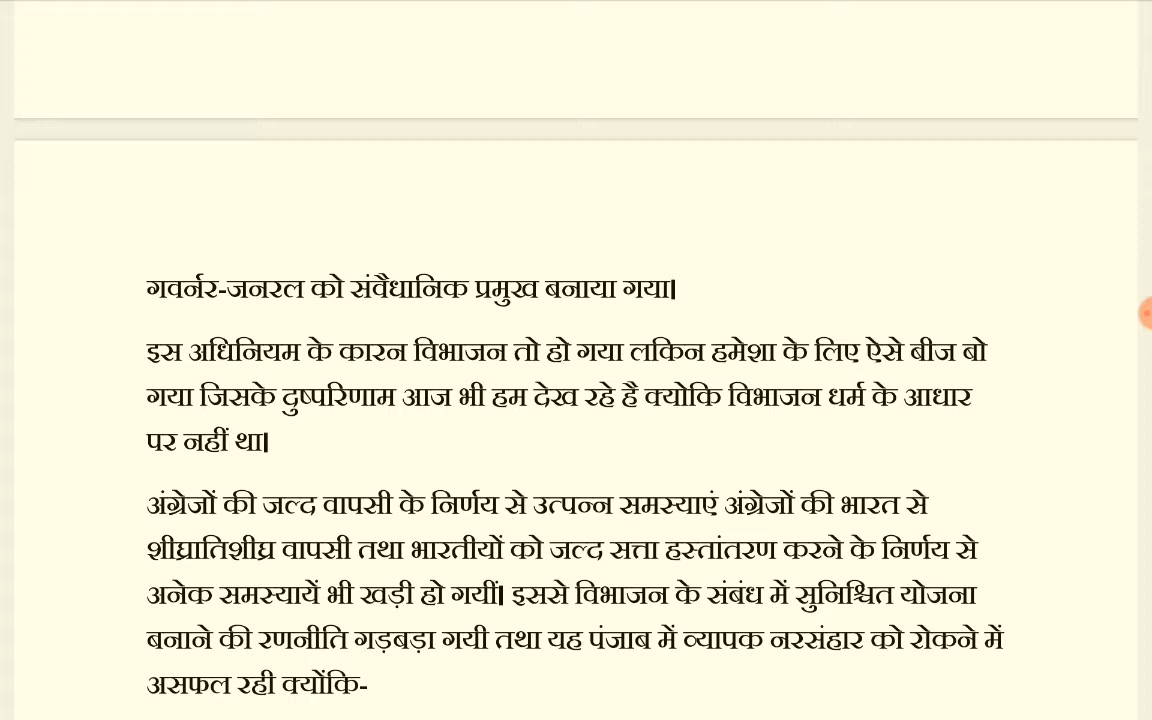 गवर्नर-जनरल को संवैधानिक प्रमुख बनाया गया।
इस अधिनियम के कारन विभाजन तो हो गया लकिन हमेशा के लिए ऐसे बीज बो
गया जिसके दुष्परिणाम आज भी हम देख रहे है क्योकि विभाजन धर्म के आधार
पर नहीं था।
अंग्रेजों की जल्द वापसी के निर्णय से उत्पन्न समस्याएं अंग्रेजों की भारत से
शीघ्रातिशीघ्र वापसी तथा भारतीयों को जल्द सत्ता हस्तांतरण करने के निर्णय से
अनेक समस्यायें भी खड़ी हो गयीं। इससे विभाजन के संबंध में सुनिश्चित योजना
बनाने की रणनीति गड़बड़ा गयी तथा यह पंजाब में व्यापक नरसंहार को रोकने में
असफल रही क्योंकि-